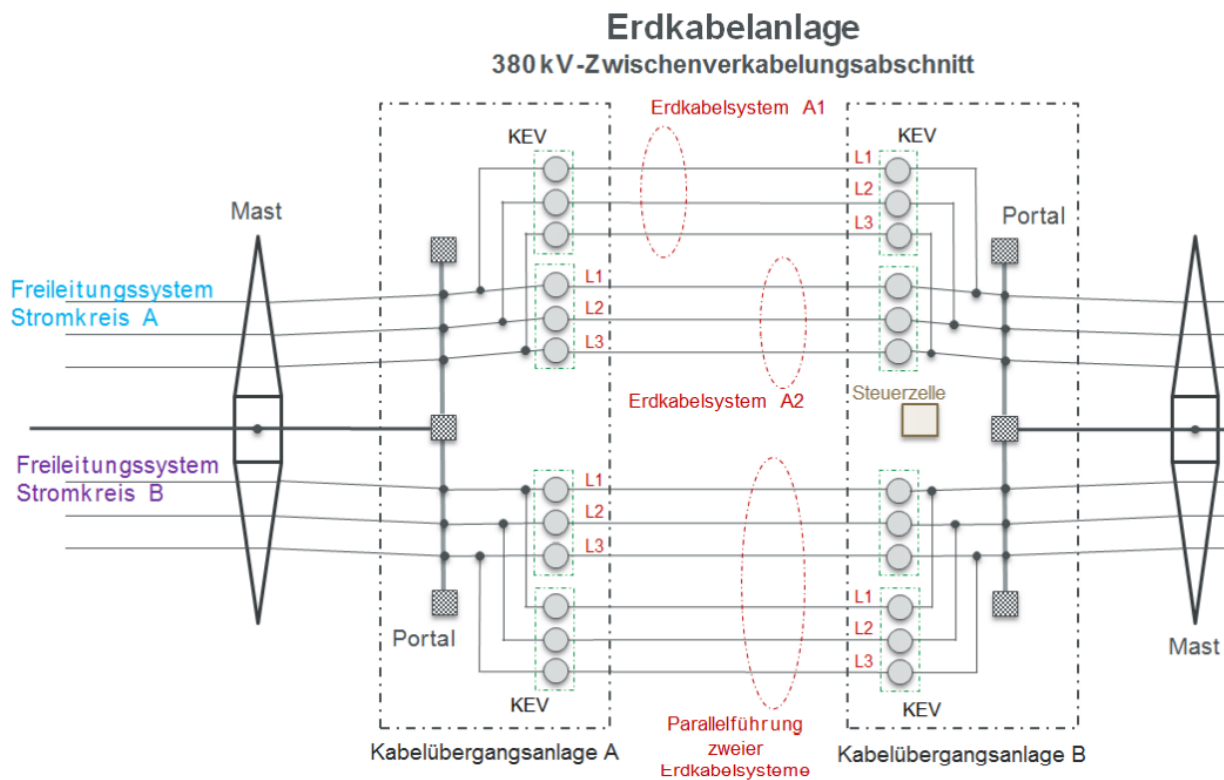 Erdkabelanlage
380 kV-Zwischenverkabelungsabschnitt
Erdkabelsystem A1
KEV
KEV
L1
L2
L3
Mast
Portal
Freileitungssystem
Stromkreis A
L1
L2
L3
Erdkabelsystem A2
Steuerzelle
Freileitungssystem
Stromkreis B
L1
L2
L3
L1
L2
L3
Portal
Mast
KEV
KEV
Parallelführung
zweier
Erdkabelsysteme
Kabelübergangsanlage A
Kabelübergangsanlage B